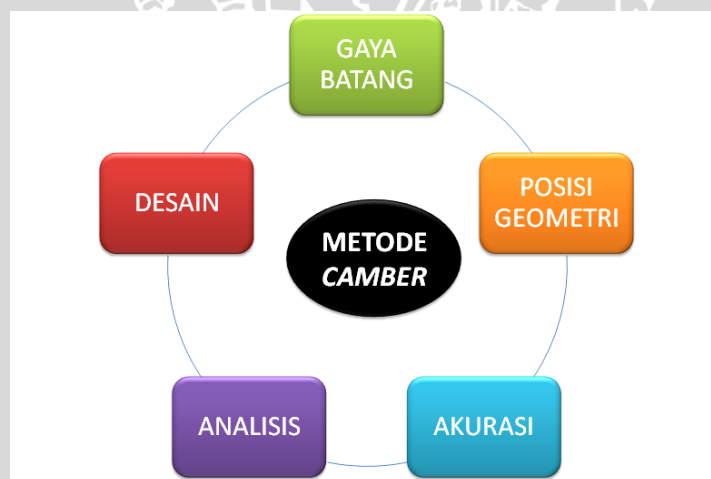 GAYA
BATANG
DESAIN
POSISI
GEOMETRI
METODE
CAMBER
ANALISIS
AKURASI